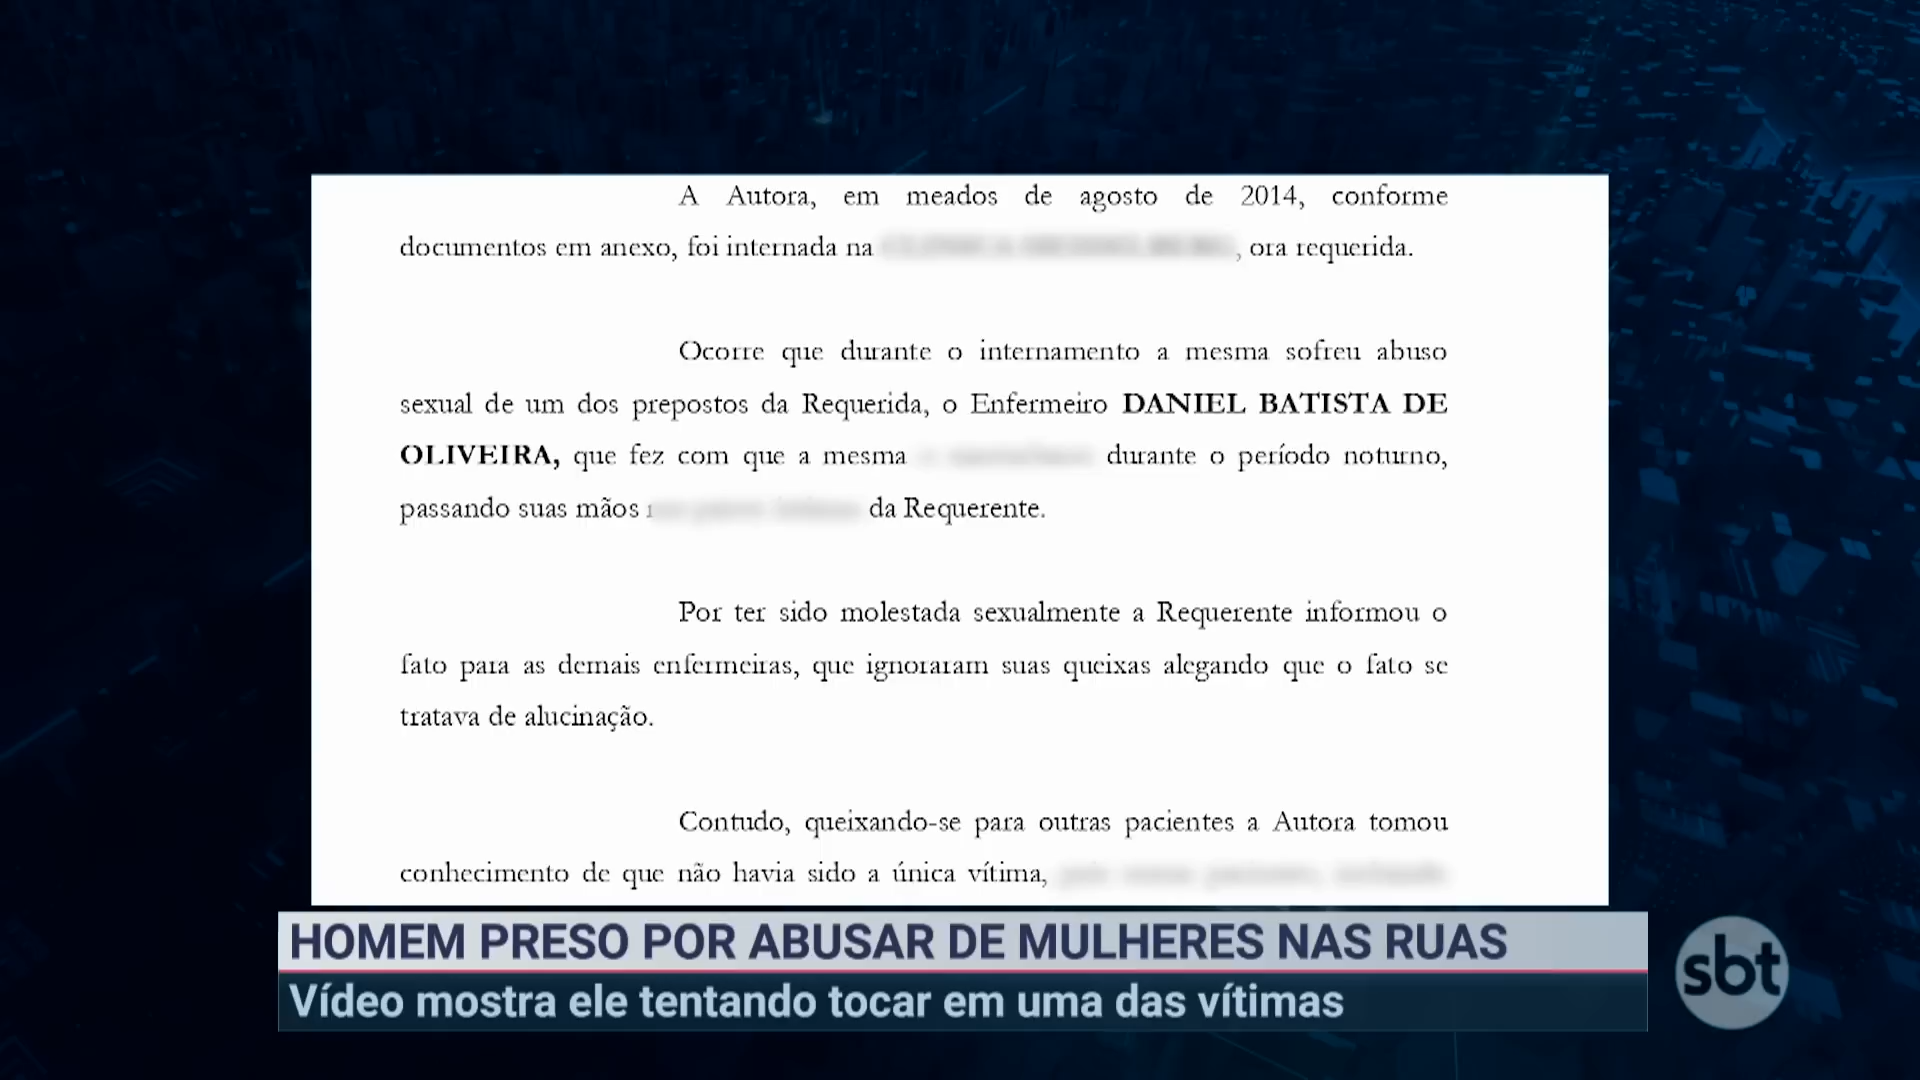 A Autora, em meados de agosto de 2014, conforme
documentos em anexo, foi internada na , ora requerida.
Ocorre que durante o internamento a mesma sofreu abuso
sexual de um dos prepostos da Requerida, o Enfermeiro DANIEL BATISTA DE
OLIVEIRA, que fez com que a mesma durante o período noturno,
passando suas mãos da Requerente.
Por ter sido molestada sexualmente a Requerente informou o
fato para as demais enfermeiras, que ignoraram suas queixas alegando que o fato se
tratava de alucinação.
Contudo, queixando-se para outras pacientes a Autora tomou
conhecimento de que não havia sido a única vítima,
HOMEM PRESO POR ABUSAR DE MULHERES NAS RUAS
Vídeo mostra ele tentando tocar em uma das vítimas
sbt